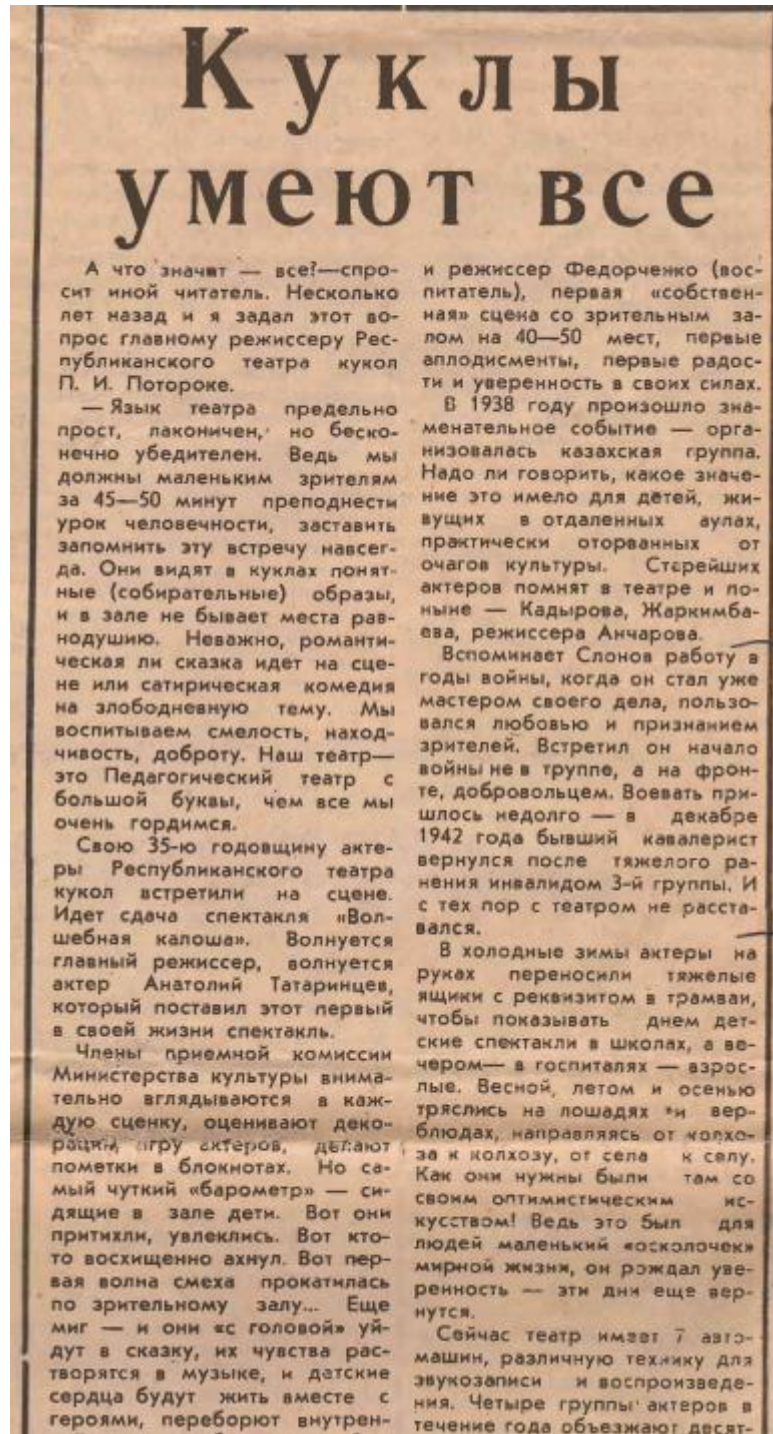 Куклы
умеют все
А что значит — все?—спро-
сит иной читатель. Несколько
лет назад и я задал этот во-
прос главному режиссеру Рес-
публиканского театра кукол
П. И. Потороке.
— Язык театра предельно
прост, лаконичен, но беско-
нечно убедителен. Ведь мы
должны маленьким зрителям
за 45—50 минут преподнести
урок человечности, заставить
запомнить эту встречу навсег-
да. Они видят в куклах понят-
ные (собирательные) образы,
и в зале не бывает места рав-
нодушию. Неважно, романти-
ческая ли сказка идет на сце-
не или сатирическая комедия
на злободневную тему. Мы
воспитываем смелость, наход-
чивость, доброту. Наш театр—
это Педагогический театр с
большой буквы, чем все мы
очень гордимся.
Свою 35-ю годовщину акте-
ры Республиканского театра
кукол встретили на сцене.
Идет сдача спектакля «Вол-
шебная калоша». Волнуется
главный режиссер, волнуется
актер Анатолий Татаринцев,
который поставил этот первый
в своей жизни спектакль.
Члены приемной комиссии
Министерства культуры внима-
тельно вглядываются в каж-
дую сценку, оценивают деко-
рации, игру актеров, делают
пометки в блокнотах. Но са-
мый чуткий «барометр» — си-
дящие в зале дети. Вот они
притихли, увлеклись. Вот кто-
то восхищенно ахнул. Вот пер-
вая волна смеха прокатилась
по зрительному залу... Еще
миг — и они «с головой» уй-
дут в сказку, их чувства рас-
творятся в музыке, и детские
сердца будут жить вместе с
героями, переборют внутрен-
и режиссер Федорченко (вос-
питатель), первая «собствен-
ная» сцена со зрительным за-
лом на 40—50 мест, первые
аплодисменты, первые радос-
ти и уверенность в своих силах.
В 1938 году произошло зна-
менательное событие — орга-
низовалась казахская группа.
Надо ли говорить, какое значе-
ние это имело для детей, жи-
вущих в отдаленных аулах,
практически оторванных от
очагов культуры. Старейших
актеров помнят в театре и по-
ныне — Кадырова, Жаркимба-
ева, режиссера Анчарова.
Вспоминает Слонов работу в
годы войны, когда он стал уже
мастером своего дела, пользо-
вался любовью и признанием
зрителей. Встретил он начало
войны не в труппе, а на фрон-
те, добровольцем. Воевать при-
шлось недолго — в декабре
1942 года бывший кавалерист
вернулся после тяжелого ра-
нения инвалидом 3-й группы. И
с тех пор с театром не расста-
вался.
В холодные зимы актеры на
руках переносили тяжелые
ящики с реквизитом в трамваи,
чтобы показывать днем дет-
ские спектакли в школах, а ве-
чером— в госпиталях — взрос-
лые. Весной, летом и осенью
тряслись на лошадях и вер-
блюдах, направляясь от колхо-
за к колхозу, от села к селу.
Как они нужны были там со
своим оптимистическим ис-
кусством! Ведь это был для
людей маленький «осколочек»
мирной жизни, он рождал уве-
ренность — эти дни еще вер-
нутся.
Сейчас театр имеет 7 авто-
машин, различную технику для
звукозаписи и воспроизведе-
ния. Четыре группы актеров в
течение года объезжают десят-